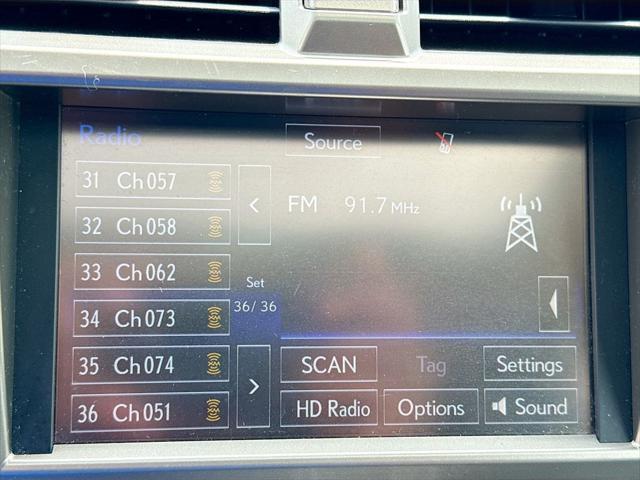 Radio
Source
31 Ch 057
32 Ch 058
33 Ch 062
34 Ch 073
35 Ch 074
36 Ch 051
Set
36/36
FM 91.7 MHz
SCAN
Tag
Settings
HD Radio
Options
Sound